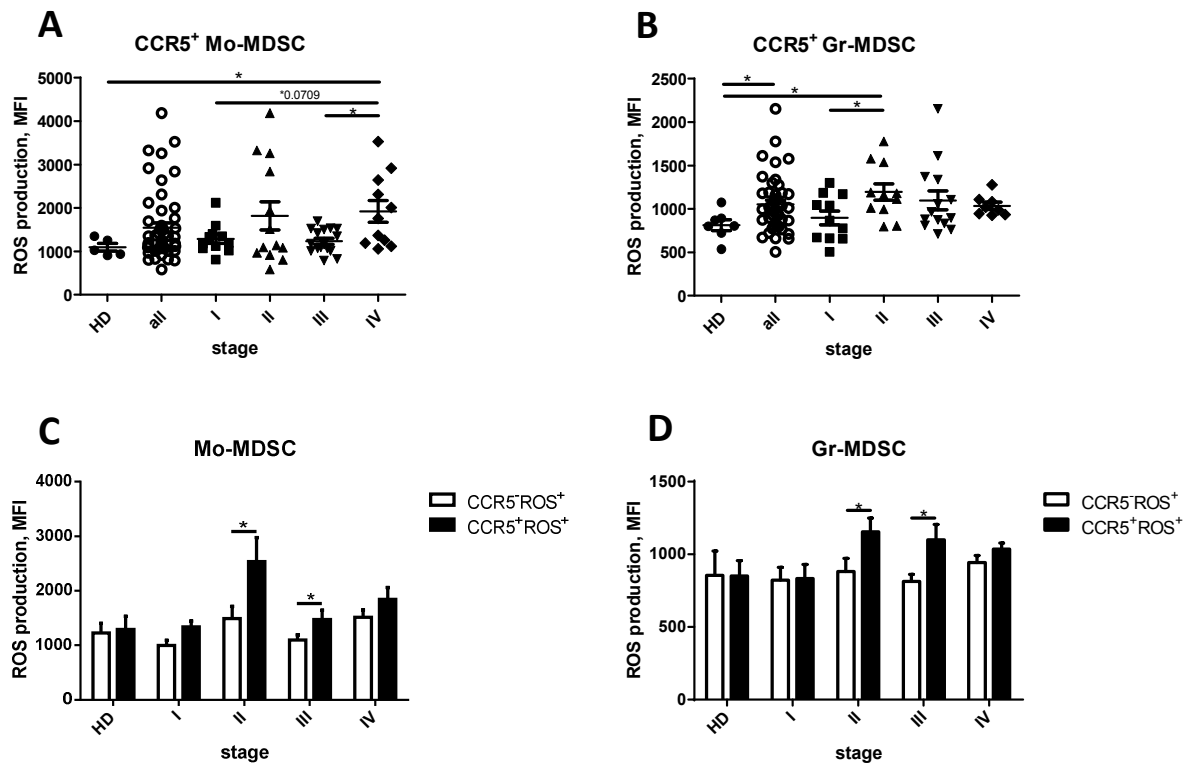 A
CCR5⁺ Mo-MDSC
ROS production, MFI
5000
4000
3000
2000
1000
0
*
*0.0709
*
HD
all
I
II
III
IV
stage
B
CCR5⁺ Gr-MDSC
ROS production, MFI
2500
2000
1500
1000
500
0
*
*
*
HD
all
I
II
III
IV
stage
C
Mo-MDSC
ROS production, MFI
4000
3000
2000
1000
0
*
*
HD
I
II
III
IV
stage
CCR5⁻ROS⁺
CCR5⁺ROS⁺
D
Gr-MDSC
ROS production, MFI
1500
1000
500
0
*
*
HD
I
II
III
IV
stage
CCR5⁻ROS⁺
CCR5⁺ROS⁺